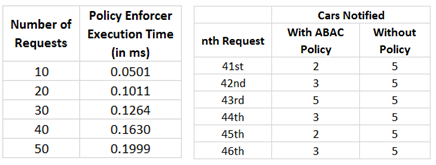 Number of Requests Policy Enforcer Execution Time (in ms)
10 0.0501
20 0.1011
30 0.1264
40 0.1630
50 0.1999
nth Request Cars Notified
With ABAC Policy Without Policy
41st 2 5
42nd 3 5
43rd 5 5
44th 3 5
45th 2 5
46th 3 5